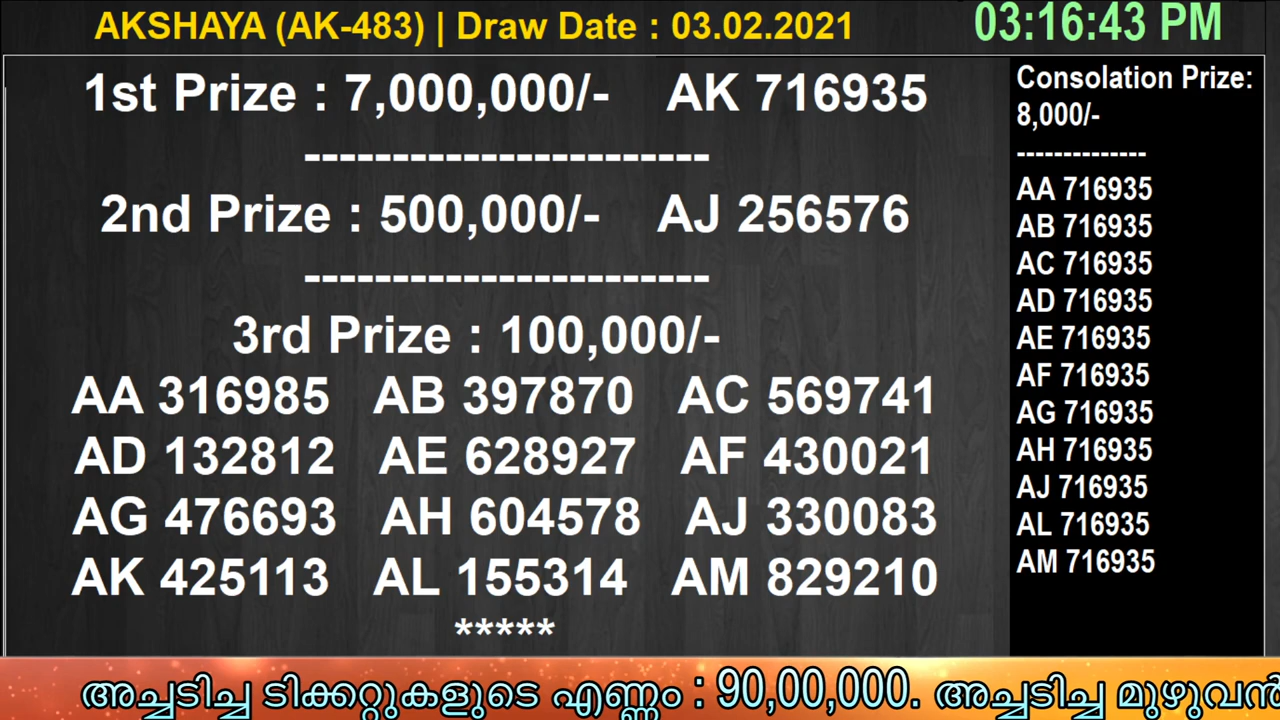 AKSHAYA (AK-483) | Draw Date : 03.02.2021
03:16:43 PM
1st Prize : 7,000,000/- AK 716935
-----------------------
2nd Prize : 500,000/- AJ 256576
-----------------------
3rd Prize : 100,000/-
AA 316985 AB 397870 AC 569741
AD 132812 AE 628927 AF 430021
AG 476693 AH 604578 AJ 330083
AK 425113 AL 155314 AM 829210
*****
Consolation Prize:
8,000/-
--------------
AA 716935
AB 716935
AC 716935
AD 716935
AE 716935
AF 716935
AG 716935
AH 716935
AJ 716935
AL 716935
AM 716935
അച്ചടിച്ച ടിക്കറ്റുകളുടെ എണ്ണം : 90,00,000. അച്ചടിച്ച മുഴുവൻ